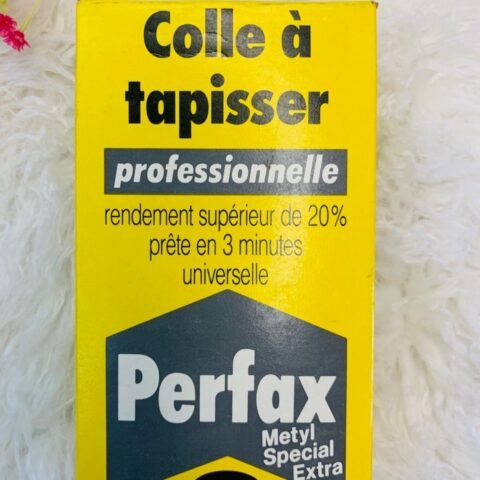 Colle à
tapisser
professionnelle
rendement supérieur de 20%
prête en 3 minutes
universelle
Perfax
Metyl
Special
Extra